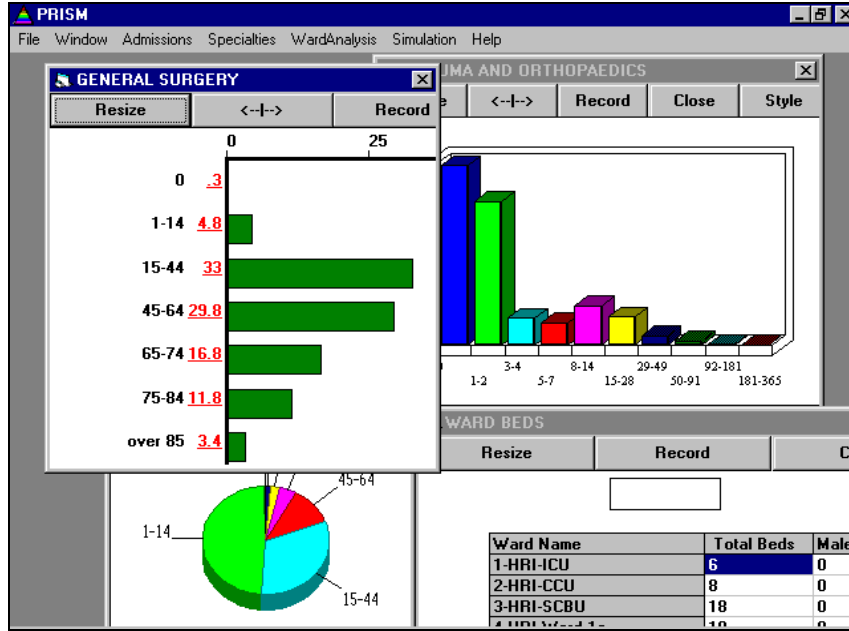 PRISM
File Window Admissions Specialties WardAnalysis Simulation Help
GENERAL SURGERY
Resize <--|--> Record
0 25
0 .3
1-14 4.8
15-44 33
45-64 29.8
65-74 16.8
75-84 11.8
over 85 3.4
AND ORTHOPAEDICS
<--|--> Record Close Style
3-4 8-14 29-49 92-181
1-2 5-7 15-28 50-91 181-365
WARD BEDS
Resize Record
45-64
1-14
15-44
Ward Name Total Beds Male
1-HRI-ICU 6 0
2-HRI-CCU 8 0
3-HRI-SCBU 18 0